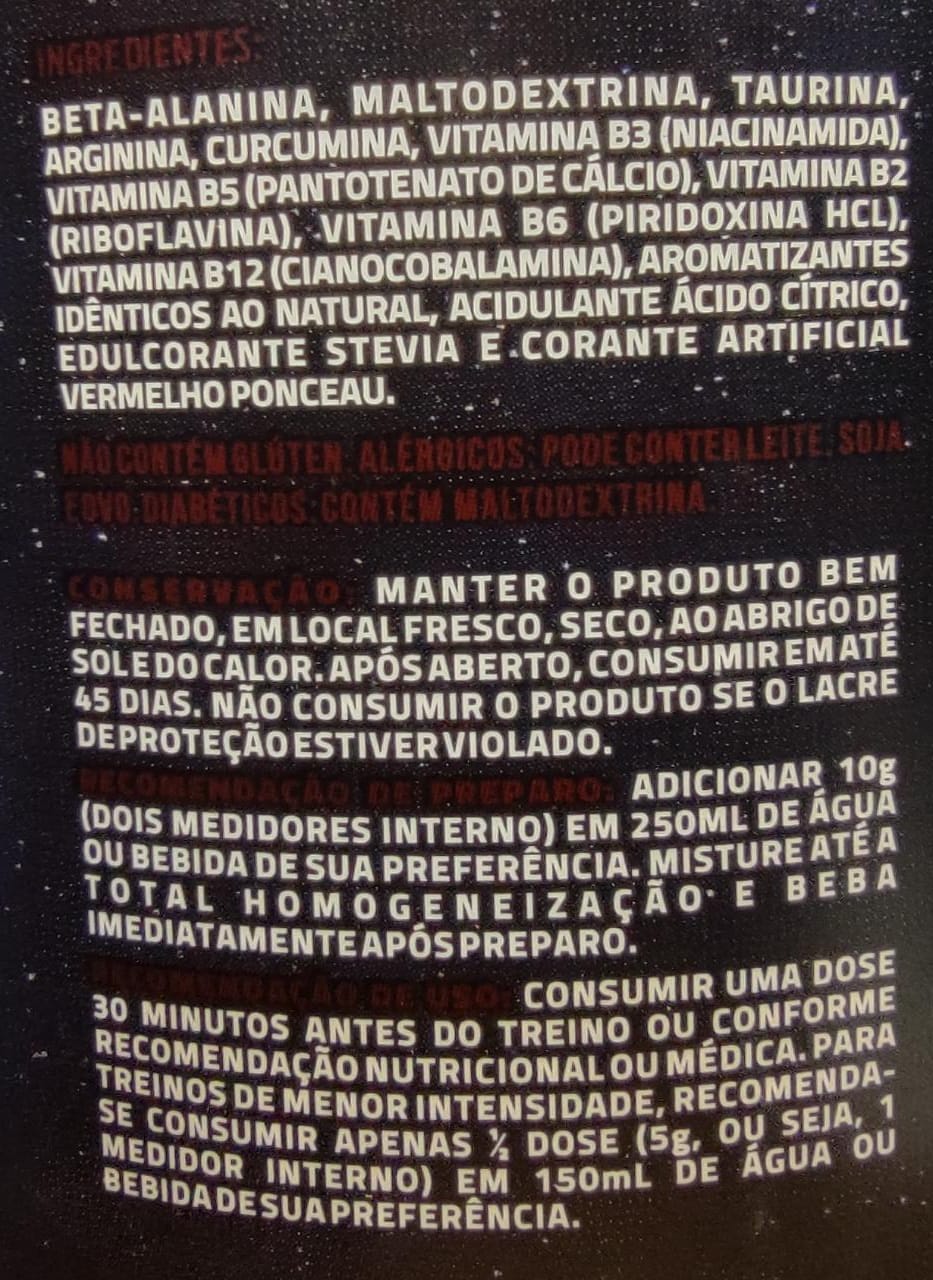 INGREDIENTES:
BETA-ALANINA, MALTODEXTRINA, TAURINA,
ARGININA, CURCUMINA, VITAMINA B3 (NIACINAMIDA),
VITAMINA B5 (PANTOTENATO DE CÁLCIO), VITAMINA B2
(RIBOFLAVINA), VITAMINA B6 (PIRIDOXINA HCL),
VITAMINA B12 (CIANOCOBALAMINA), AROMATIZANTES
IDÊNTICOS AO NATURAL, ACIDULANTE ÁCIDO CÍTRICO,
EDULCORANTE STEVIA E CORANTE ARTIFICIAL
VERMELHO PONCEAU.
NÃO CONTÉM GLÚTEN. ALÉRGICOS: PODE CONTER LEITE, SOJA
E OVO. DIABÉTICOS: CONTÉM MALTODEXTRINA.
CONSERVAÇÃO: MANTER O PRODUTO BEM
FECHADO, EM LOCAL FRESCO, SECO, AO ABRIGO DE
SOL E DO CALOR. APÓS ABERTO, CONSUMIR EM ATÉ
45 DIAS. NÃO CONSUMIR O PRODUTO SE O LACRE
DE PROTEÇÃO ESTIVER VIOLADO.
RECOMENDAÇÃO DE PREPARO: ADICIONAR 10g
(DOIS MEDIDORES INTERNO) EM 250ML DE ÁGUA
OU BEBIDA DE SUA PREFERÊNCIA. MISTURE ATÉ A
TOTAL HOMOGENEIZAÇÃO E BEBA
IMEDIATAMENTE APÓS PREPARO.
RECOMENDAÇÃO DE USO: CONSUMIR UMA DOSE
30 MINUTOS ANTES DO TREINO OU CONFORME
RECOMENDAÇÃO NUTRICIONAL OU MÉDICA. PARA
TREINOS DE MENOR INTENSIDADE, RECOMENDA-
SE CONSUMIR APENAS ½ DOSE (5g, OU SEJA, 1
MEDIDOR INTERNO) EM 150mL DE ÁGUA OU
BEBIDA DE SUA PREFERÊNCIA.